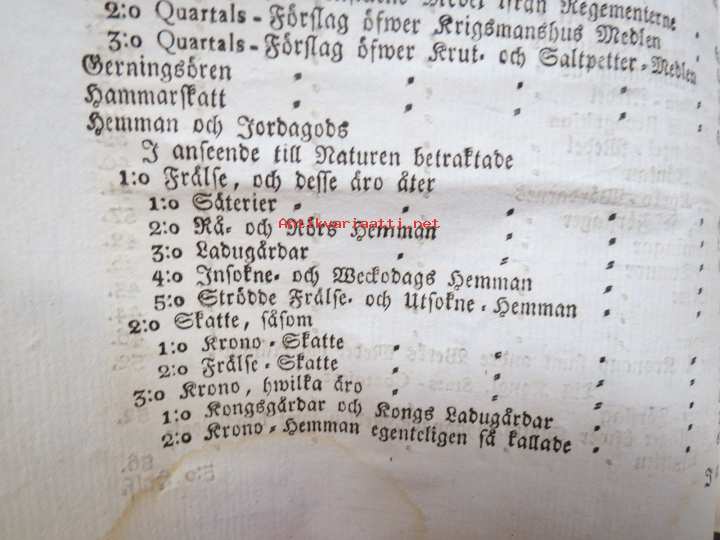 Medel ifrån Regementerne
2:o Quartals-Förslag öfwer Krigsmanshus Medlen
3:o Quartals-Förslag öfwer Krut- och Saltpetter-Medlen
Gerningsören
Hammarskatt
Hemman och Jordagods
I anseende till Naturen betraktade
1:o Frälse, och desse äro åter
1:o Säterier
Antikvariaatti.net
2:o Rå- och Rörs Hemman
3:o Ladugårdar
4:o Insokne- och Weckodags Hemman
5:o Strödde Frälse- och Utsokne-Hemman
2:o Skatte, såsom
1:o Krono-Skatte
2:o Frälse-Skatte
3:o Krono, hwilka äro
1:o Kongsgårdar och Kongs Ladugårdar
2:o Krono-Hemman egenteligen så kallade